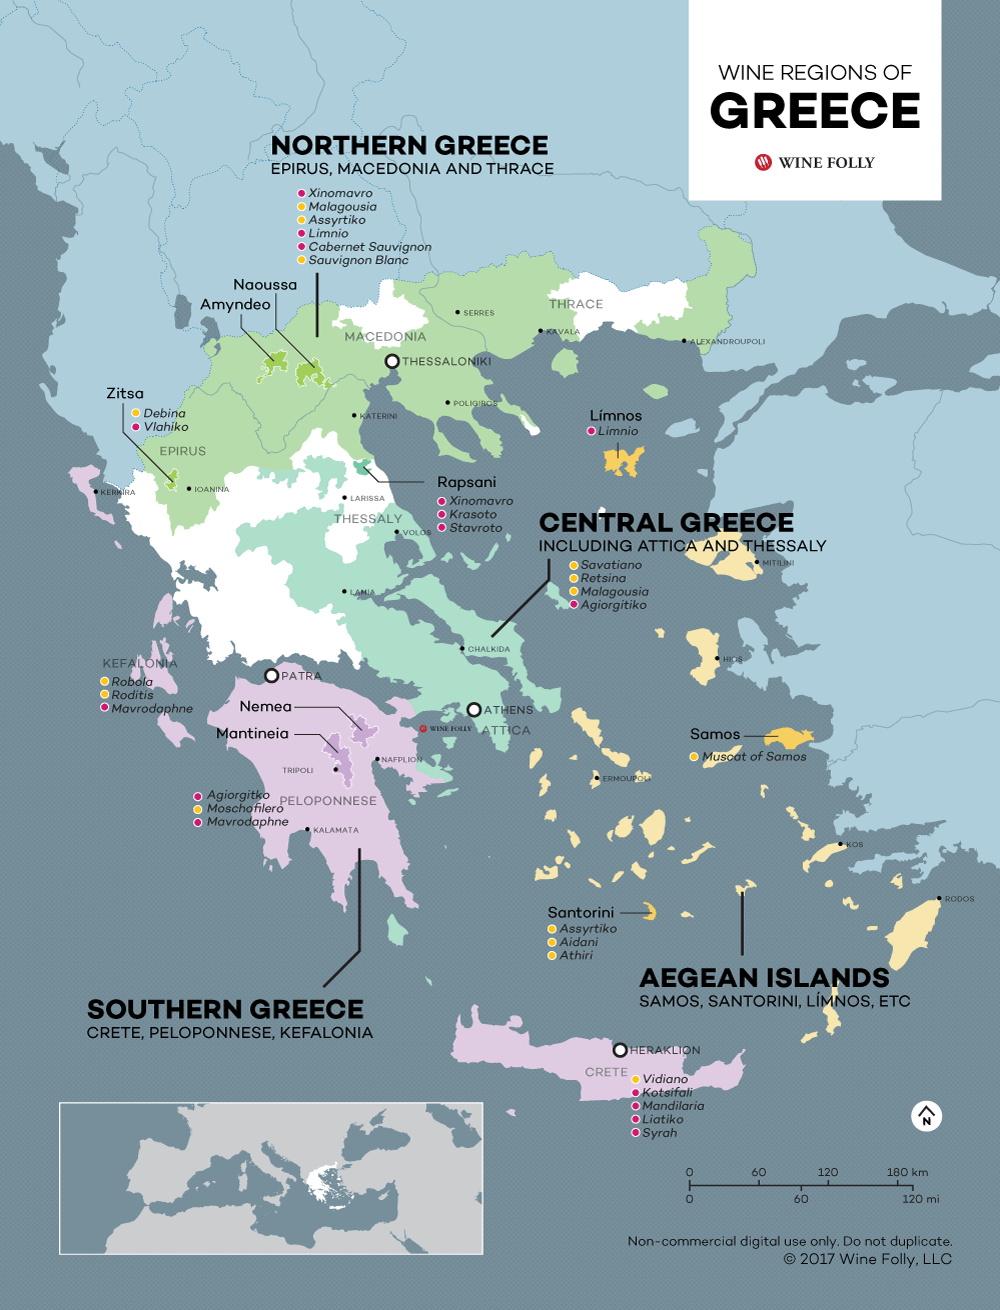 WINE REGIONS OF
GREECE
WINE FOLLY
NORTHERN GREECE
EPIRUS, MACEDONIA AND THRACE
Xinomavro
Malagousia
Assyrtiko
Limnio
Cabernet Sauvignon
Sauvignon Blanc
Naoussa
Amyndeo
THRACE
SERRES
MACEDONIA
KAVALA
ALEXANDROUPOLI
THESSALONIKI
Zitsa
Debina
Vlahiko
POLIGIROS
KATERINI
Límnos
Limnio
EPIRUS
IOANINA
KERKIRA
Rapsani
Xinomavro
Krasoto
Stavroto
LARISSA
THESSALY
VOLOS
CENTRAL GREECE
INCLUDING ATTICA AND THESSALY
Savatiano
Retsina
Malagousia
Agiorgitiko
MITILINI
LAMIA
CHALKIDA
HIOS
KEFALONIA
Robola
Roditis
Mavrodaphne
PATRA
Nemea
Mantineia
ATHENS
WINE FOLLY
ATTICA
Samos
Muscat of Samos
NAFPLION
TRIPOLI
ERMOUPOLI
Agiorgitko
Moschofilero
Mavrodaphne
PELOPONNESE
KALAMATA
KOS
RODOS
Santorini
Assyrtiko
Aidani
Athiri
AEGEAN ISLANDS
SAMOS, SANTORINI, LÍMNOS, ETC
SOUTHERN GREECE
CRETE, PELOPONNESE, KEFALONIA
HERAKLION
CRETE
Vidiano
Kotsifali
Mandilaria
Liatiko
Syrah
N
0 60 120 180 km
0 60 120 mi
Non-commercial digital use only. Do not duplicate.
© 2017 Wine Folly, LLC